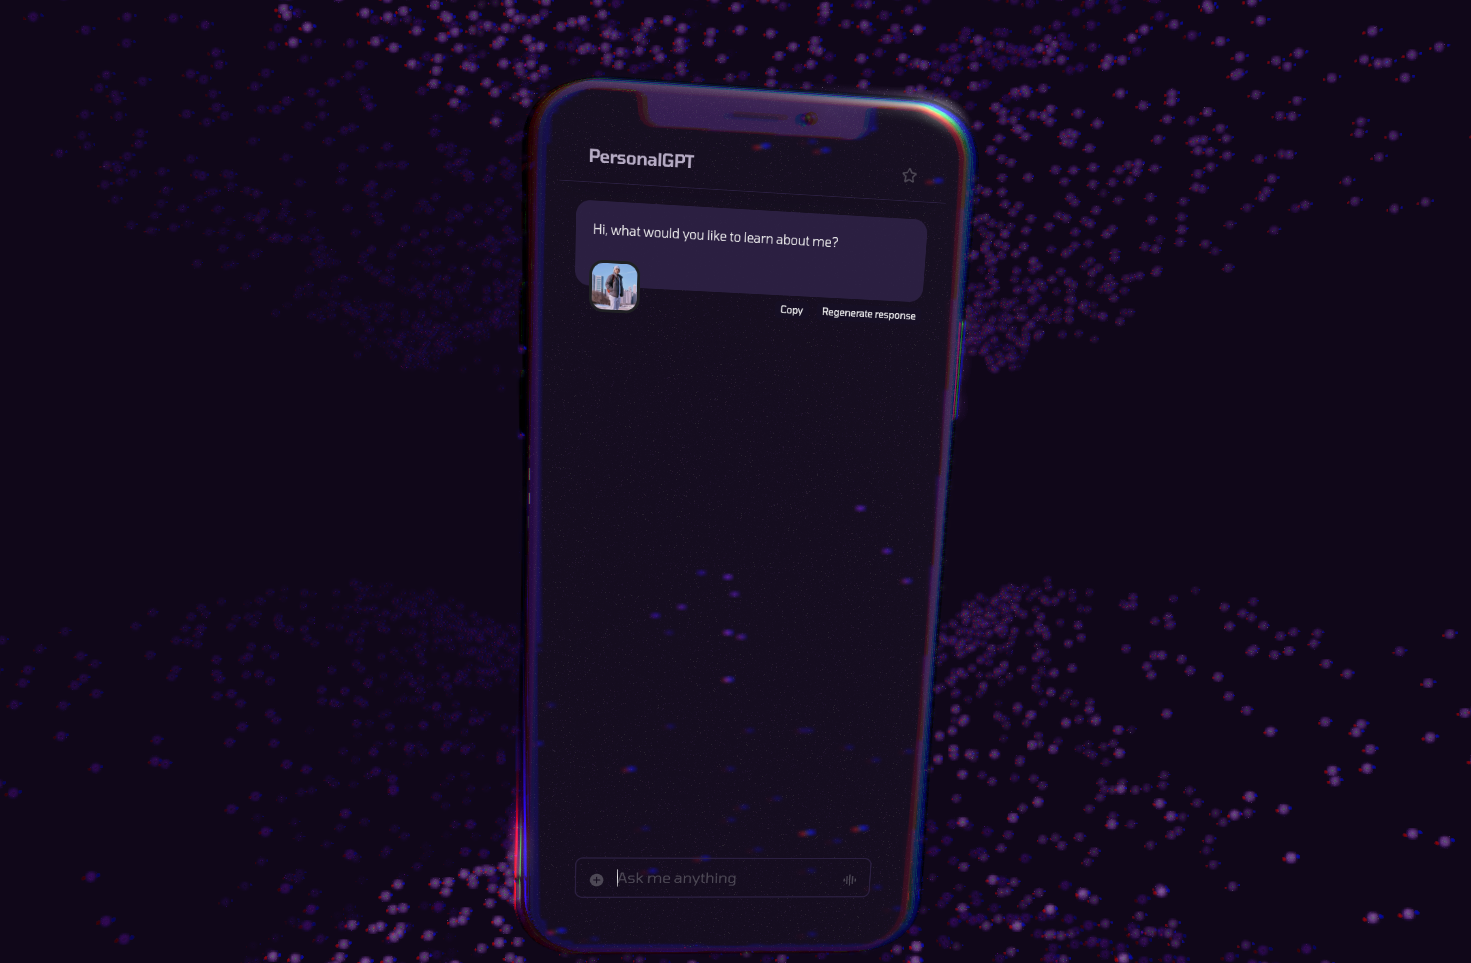 PersonalGPT
Hi, what would you like to learn about me?
Copy Regenerate response
Ask me anything